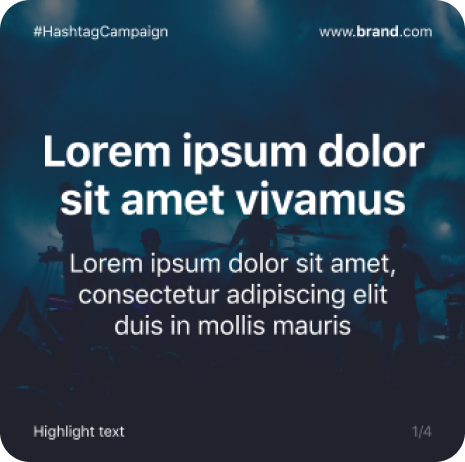 #HashtagCampaign
www.brand.com
Lorem ipsum dolor
sit amet vivamus
Lorem ipsum dolor sit amet,
consectetur adipiscing elit
duis in mollis mauris
Highlight text
1/4